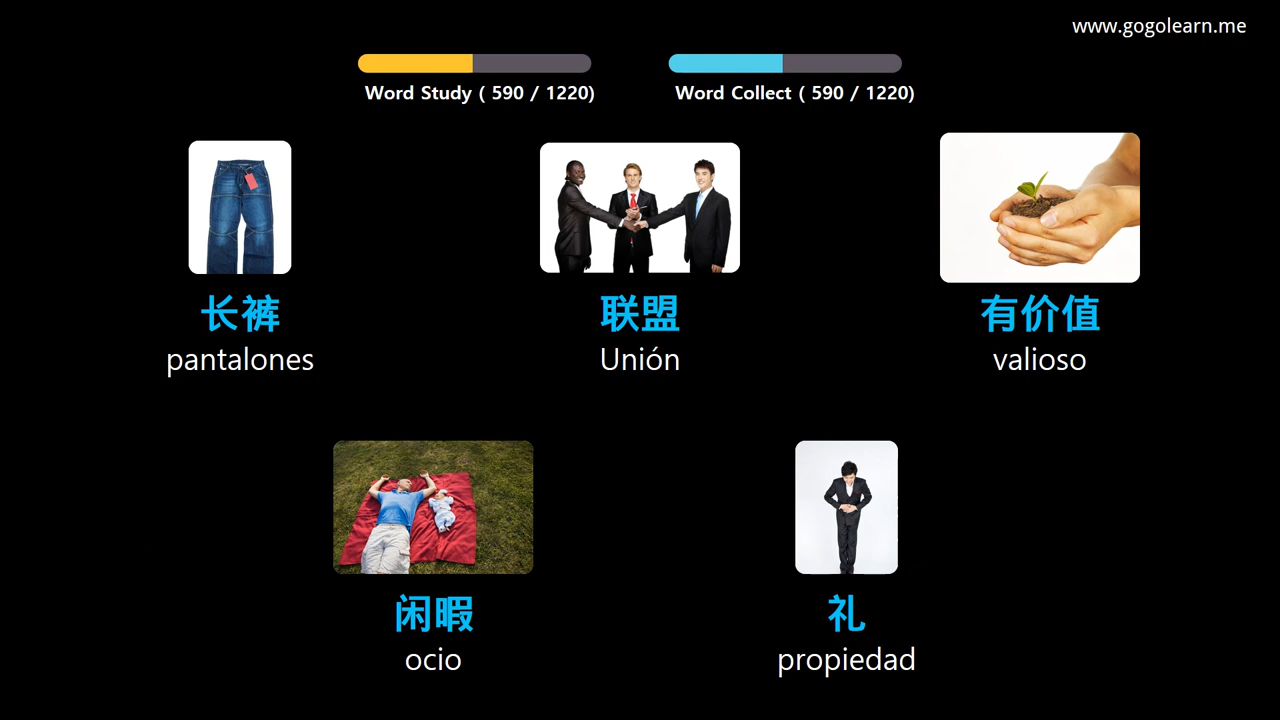 www.gogolearn.me
Word Study ( 590 / 1220)
Word Collect ( 590 / 1220)
长裤
pantalones
联盟
Unión
有价值
valioso
闲暇
ocio
礼
propiedad